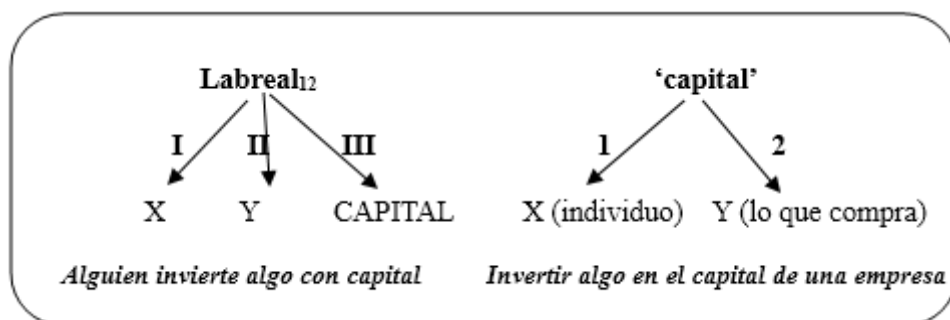 Labreal₁₂ ‘capital’
I II III 1 2
X Y CAPITAL X (individuo) Y (lo que compra)
Alguien invierte algo con capital Invertir algo en el capital de una empresa